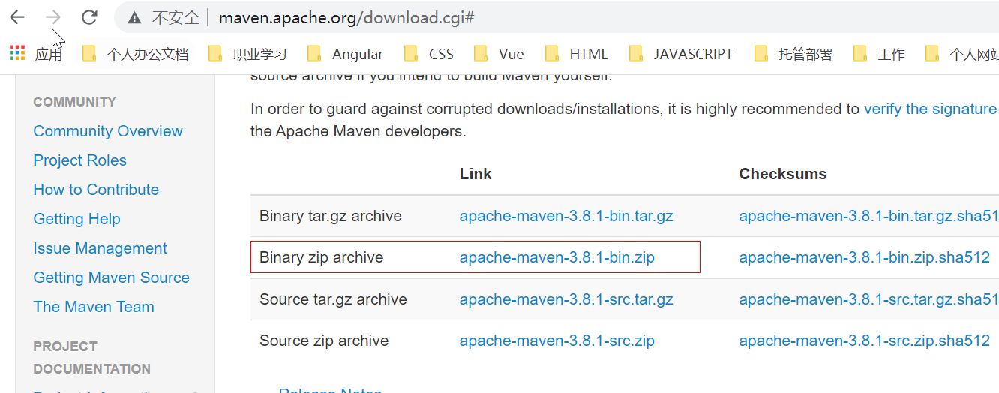 不安全 maven.apache.org/download.cgi#
应用 个人办公文档 职业学习 Angular CSS Vue HTML JAVASCRIPT 托管部署 工作 个人网站
source archive if you intend to build Maven yourself.
In order to guard against corrupted downloads/installations, it is highly recommended to verify the signature
the Apache Maven developers.
COMMUNITY
Community Overview
Project Roles
How to Contribute
Getting Help
Issue Management
Getting Maven Source
The Maven Team
PROJECT
DOCUMENTATION
Link Checksums
Binary tar.gz archive apache-maven-3.8.1-bin.tar.gz apache-maven-3.8.1-bin.tar.gz.sha51
Binary zip archive apache-maven-3.8.1-bin.zip apache-maven-3.8.1-bin.zip.sha512
Source tar.gz archive apache-maven-3.8.1-src.tar.gz apache-maven-3.8.1-src.tar.gz.sha51
Source zip archive apache-maven-3.8.1-src.zip apache-maven-3.8.1-src.zip.sha512
Release Notes